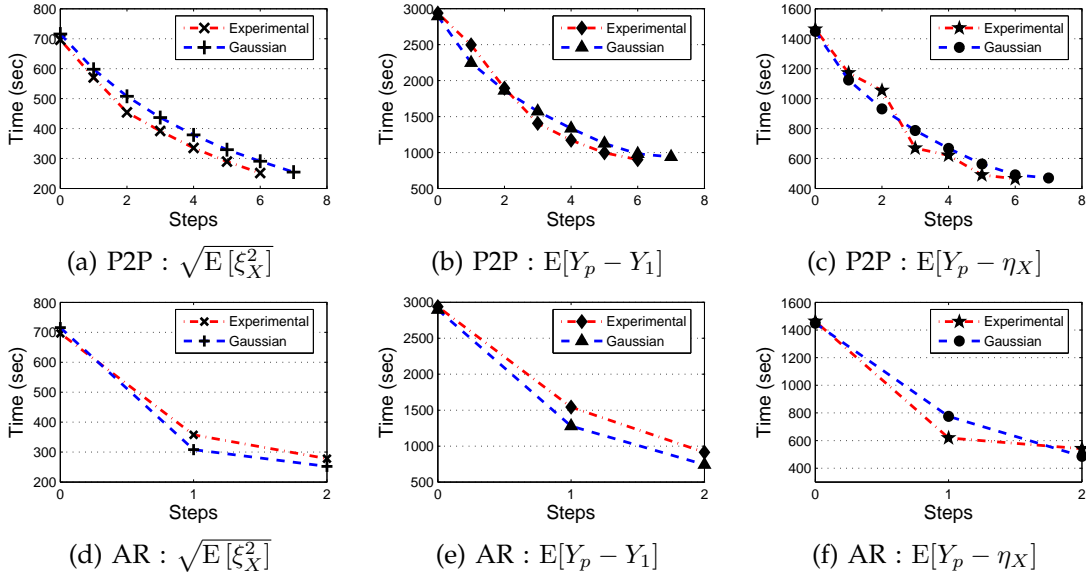 800
700
600
500
400
300
200
Time (sec)
0 2 4 6 8
Steps
Experimental
Gaussian
(a) P2P : √E [ξ²_X]
3000
2500
2000
1500
1000
500
Time (sec)
0 2 4 6 8
Steps
Experimental
Gaussian
(b) P2P : E[Y_p − Y_1]
1600
1400
1200
1000
800
600
400
Time (sec)
0 2 4 6 8
Steps
Experimental
Gaussian
(c) P2P : E[Y_p − η_X]
800
700
600
500
400
300
200
Time (sec)
0 1 2
Steps
Experimental
Gaussian
(d) AR : √E [ξ²_X]
3000
2500
2000
1500
1000
500
Time (sec)
0 1 2
Steps
Experimental
Gaussian
(e) AR : E[Y_p − Y_1]
1600
1400
1200
1000
800
600
400
Time (sec)
0 1 2
Steps
Experimental
Gaussian
(f) AR : E[Y_p − η_X]